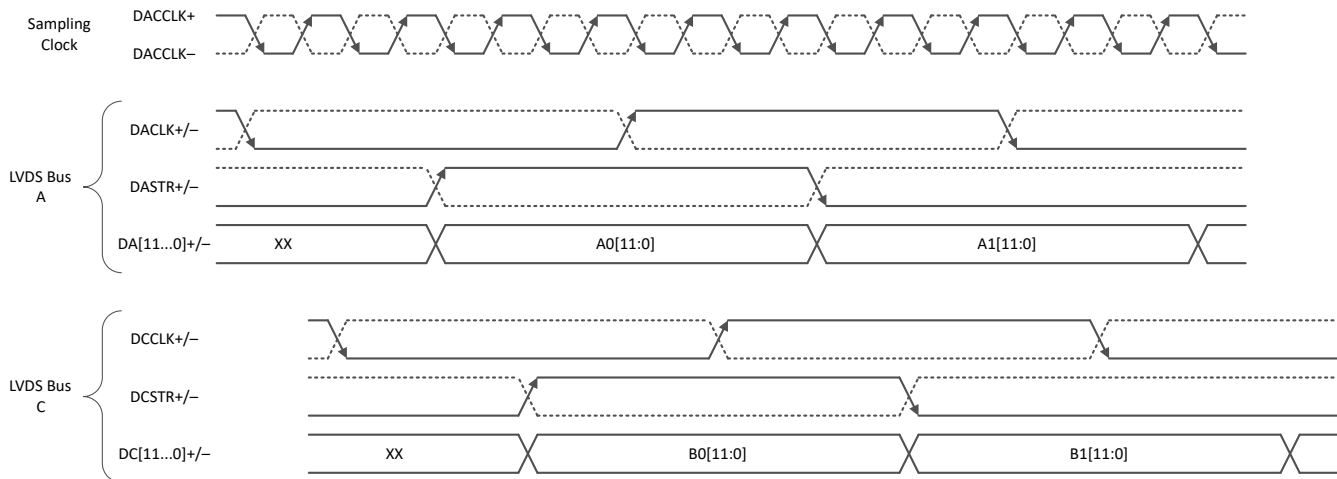 Sampling
Clock
DACCLK+
DACCLK–
LVDS Bus
A
DACLK+/–
DASTR+/–
DA[11...0]+/–
XX
A0[11:0]
A1[11:0]
LVDS Bus
C
DCCLK+/–
DCSTR+/–
DC[11...0]+/–
XX
B0[11:0]
B1[11:0]